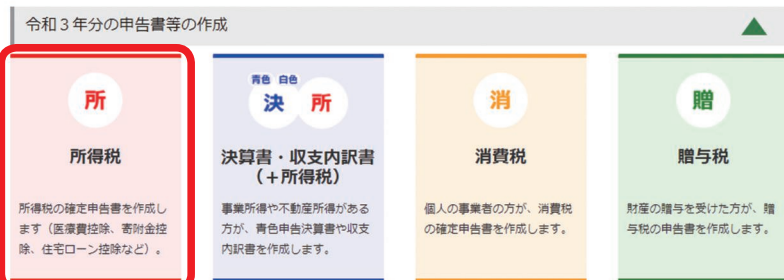 令和3年分の申告書等の作成
所
所得税
所得税の確定申告書を作成し
ます（医療費控除、寄附金控
除、住宅ローン控除など）。
青色 白色
決 所
決算書・収支内訳書
（＋所得税）
事業所得や不動産所得がある
方が、青色申告決算書や収支
内訳書を作成します。
消
消費税
個人の事業者の方が、消費税
の確定申告書を作成します。
贈
贈与税
財産の贈与を受けた方が、贈
与税の申告書を作成します。